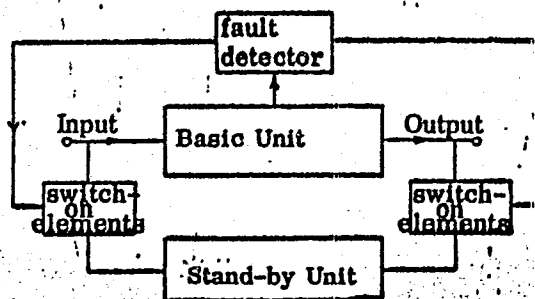 fault
detector
Input
Basic Unit
Output
switch-
on
elements
switch-
on
elements
Stand-by Unit